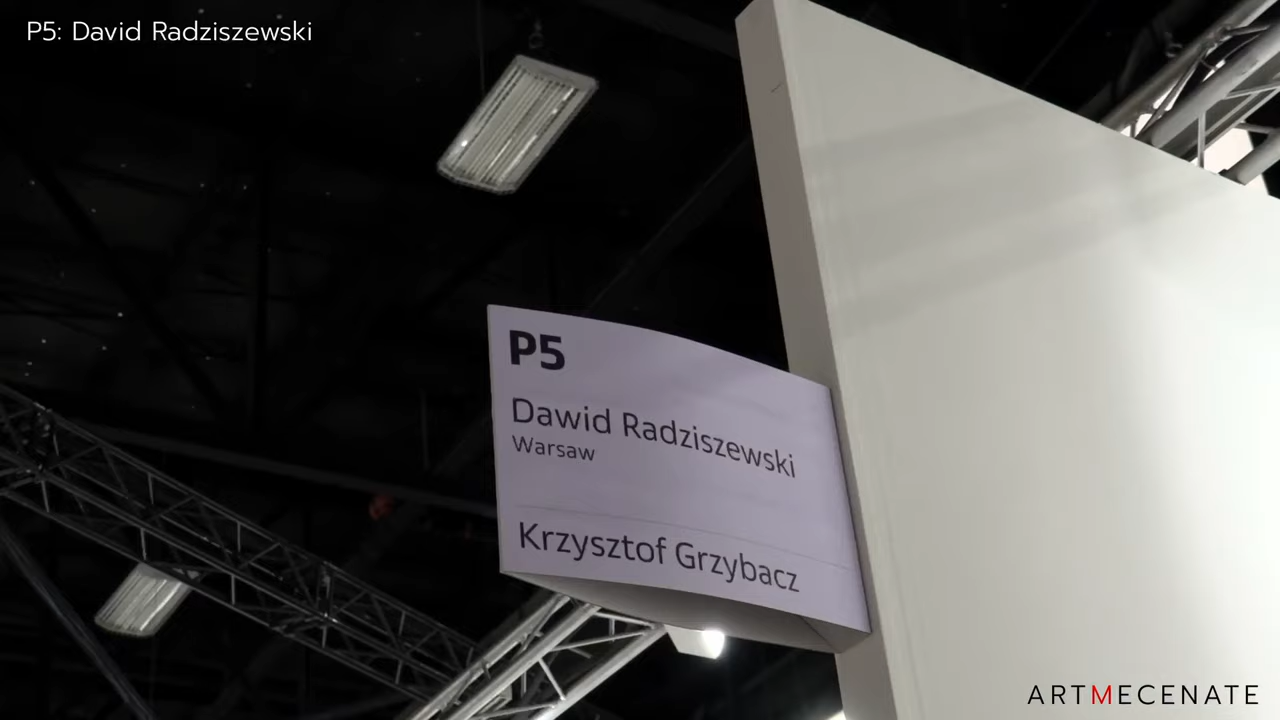 P5: David Radziszewski
P5
Dawid Radziszewski
Warsaw
Krzysztof Grzybacz
ARTMECENATE